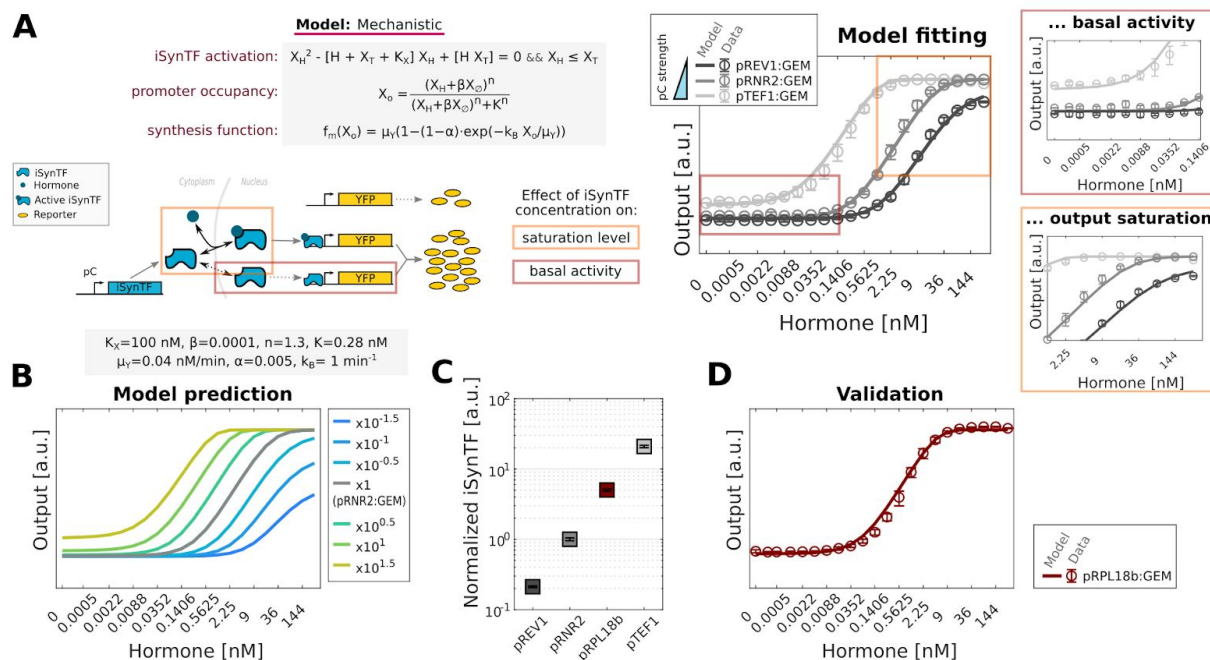 A
Model: Mechanistic
iSynTF activation:
X_H^2 - [H + X_T + K_X] X_H + [H X_T] = 0 && X_H ≤ X_T
promoter occupancy:
X_o = (X_H+βX_∅)^n / (X_H+βX_∅)^n+K^n
synthesis function:
f_m(X_o) = μ_Y(1−(1−α)·exp(−k_B X_o/μ_Y))
iSynTF
Hormone
Active iSynTF
Reporter
Cytoplasm
Nucleus
YFP
YFP
YFP
pC
iSynTF
Effect of iSynTF
concentration on:
saturation level
basal activity
K_X=100 nM, β=0.0001, n=1.3, K=0.28 nM
μ_Y=0.04 nM/min, α=0.005, k_B= 1 min^-1
pC strength
Model
Data
pREV1:GEM
pRNR2:GEM
pTEF1:GEM
Model fitting
Output [a.u.]
0
0.0005
0.0022
0.0088
0.0352
0.1406
0.5625
2.25
9
36
144
Hormone [nM]
... basal activity
Output [a.u.]
0
0.0005
0.0022
0.0088
0.0352
0.1406
Hormone [nM]
... output saturation
Output [a.u.]
2.25
9
36
144
Hormone [nM]
B
Model prediction
Output [a.u.]
0
0.0005
0.0022
0.0088
0.0352
0.1406
0.5625
2.25
9
36
144
Hormone [nM]
x10^-1.5
x10^-1
x10^-0.5
x1
(pRNR2:GEM)
x10^0.5
x10^1
x10^1.5
C
Normalized iSynTF [a.u.]
10^2
10^1
10^0
10^-1
pREV1
pRNR2
pRPL18b
pTEF1
D
Validation
Output [a.u.]
0
0.0005
0.0022
0.0088
0.0352
0.1406
0.5625
2.25
9
36
144
Hormone [nM]
Model
Data
pRPL18b:GEM